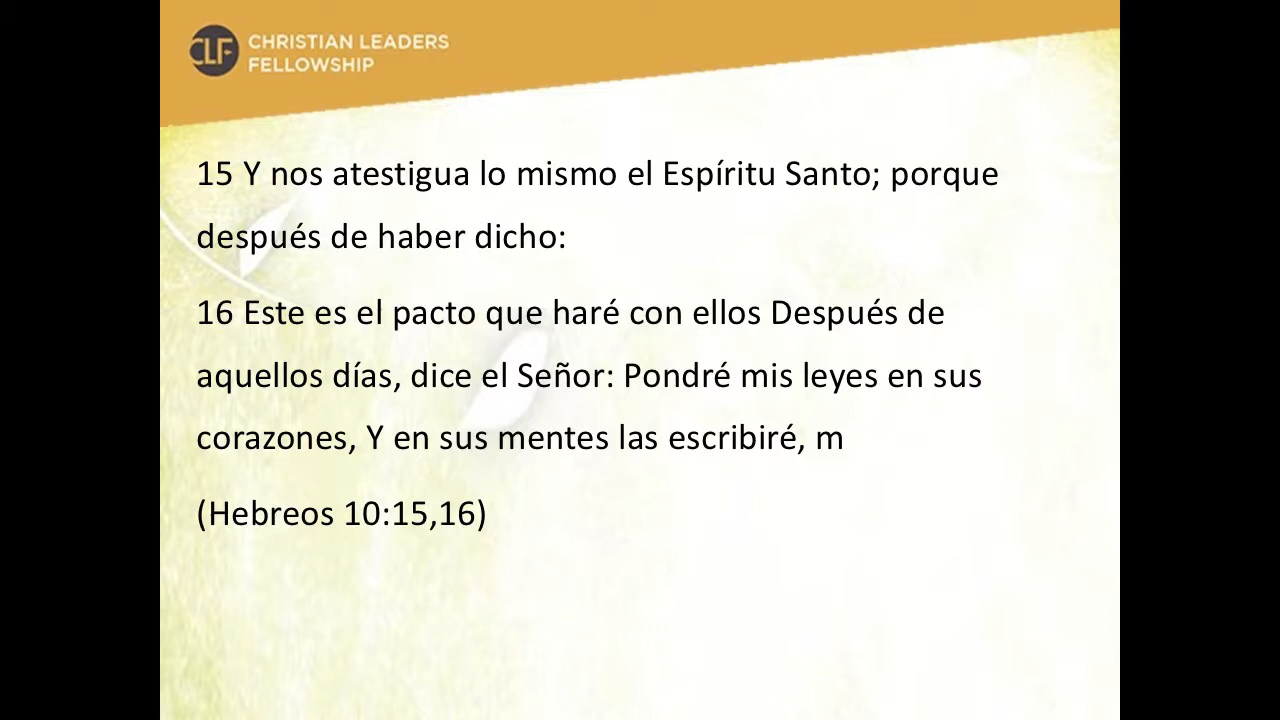 CLF CHRISTIAN LEADERS
FELLOWSHIP
15 Y nos atestigua lo mismo el Espíritu Santo; porque
después de haber dicho:
16 Este es el pacto que haré con ellos Después de
aquellos días, dice el Señor: Pondré mis leyes en sus
corazones, Y en sus mentes las escribiré, m
(Hebreos 10:15,16)